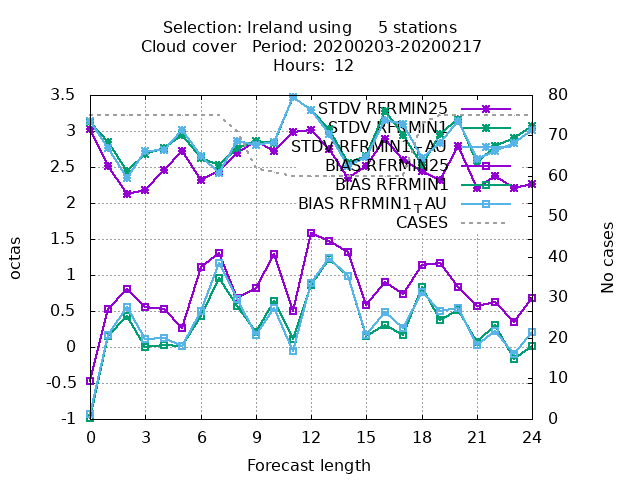 Selection: Ireland using 5 stations
Cloud cover Period: 20200203-20200217
Hours: 12
3.5
3
2.5
2
1.5
1
0.5
0
-0.5
-1
octas
80
70
60
50
40
30
20
10
0
No cases
STDV RFRMIN25
STDV RFRMIN1
STDV RFRMIN1_TAU
BIAS RFRMIN25
BIAS RFRMIN1
BIAS RFRMIN1_TAU
CASES
0 3 6 9 12 15 18 21 24
Forecast length